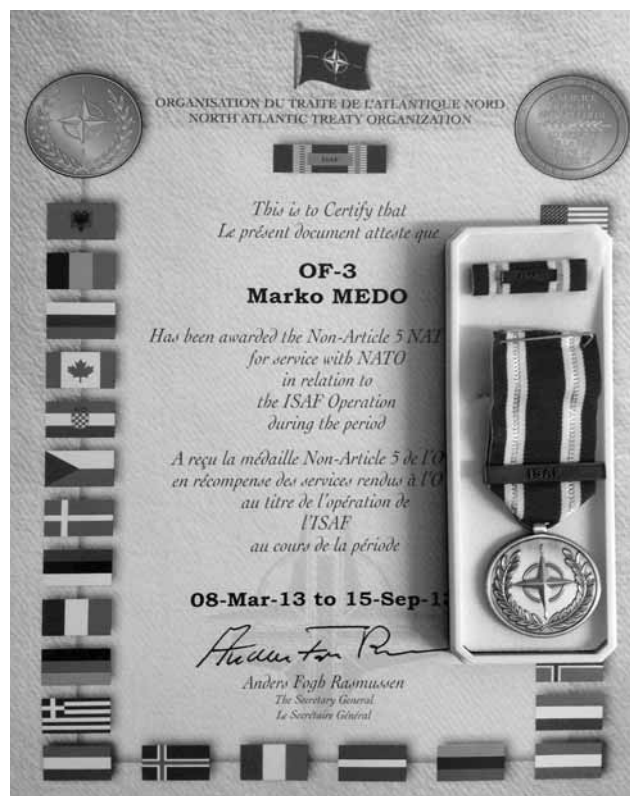 ORGANISATION DU TRAITE DE L'ATLANTIQUE NORD
NORTH ATLANTIC TREATY ORGANIZATION
ISAF
This is to Certify that
Le présent document atteste que
OF-3
Marko MEDO
Has been awarded the Non-Article 5 NAT
for service with NATO
in relation to
the ISAF Operation
during the period
A reçu la médaille Non-Article 5 de l'O
en récompense des services rendus à l'O
au titre de l'opération de
l'ISAF
au cours de la période
ISAF
08-Mar-13 to 15-Sep-1
Anders Fogh Rasmussen
The Secretary General
Le Secrétaire Général